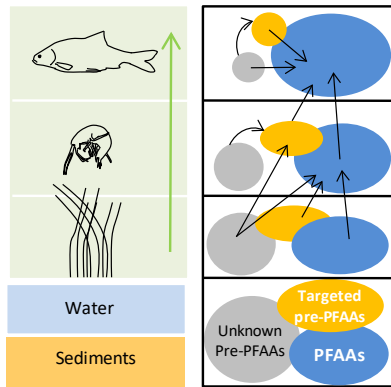 Water
Sediments
Targeted
pre-PFAAs
Unknown
Pre-PFAAs
PFAAs